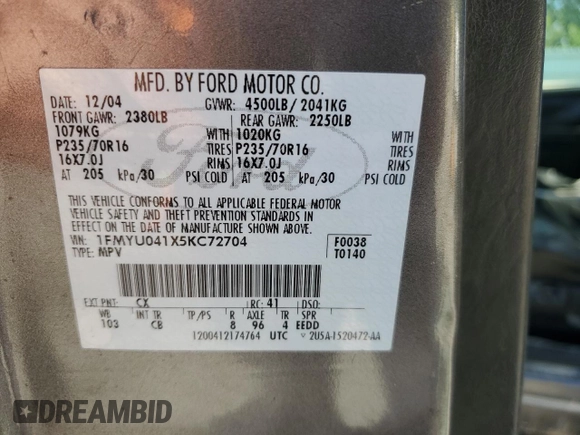 MFD. BY FORD MOTOR CO.
DATE: 12/04 GVWR: 4500LB/ 2041KG
FRONT GAWR: 2380LB REAR GAWR: 2250LB
1079KG WITH 1020KG WITH
P235/70R16 TIRES P235/70R16 TIRES
16X7.0J RIMS 16X7.0J RIMS
AT 205 kPa/30 PSI COLD AT 205 kPa/30 PSI COLD
THIS VEHICLE CONFORMS TO ALL APPLICABLE FEDERAL MOTOR
VEHICLE SAFETY AND THEFT PREVENTION STANDARDS IN
EFFECT ON THE DATE OF MANUFACTURE SHOWN ABOVE.
VIN: 1FMYU041X5KC72704 F0038
TYPE: MPV T0140
EXT PNT: CX RC: 41 DSO:
WB INT TR TP/PS R AXLE TR SPR
103 CB 8 96 4 EEDD
1200412174764 UTC
Ford
DREAMBID